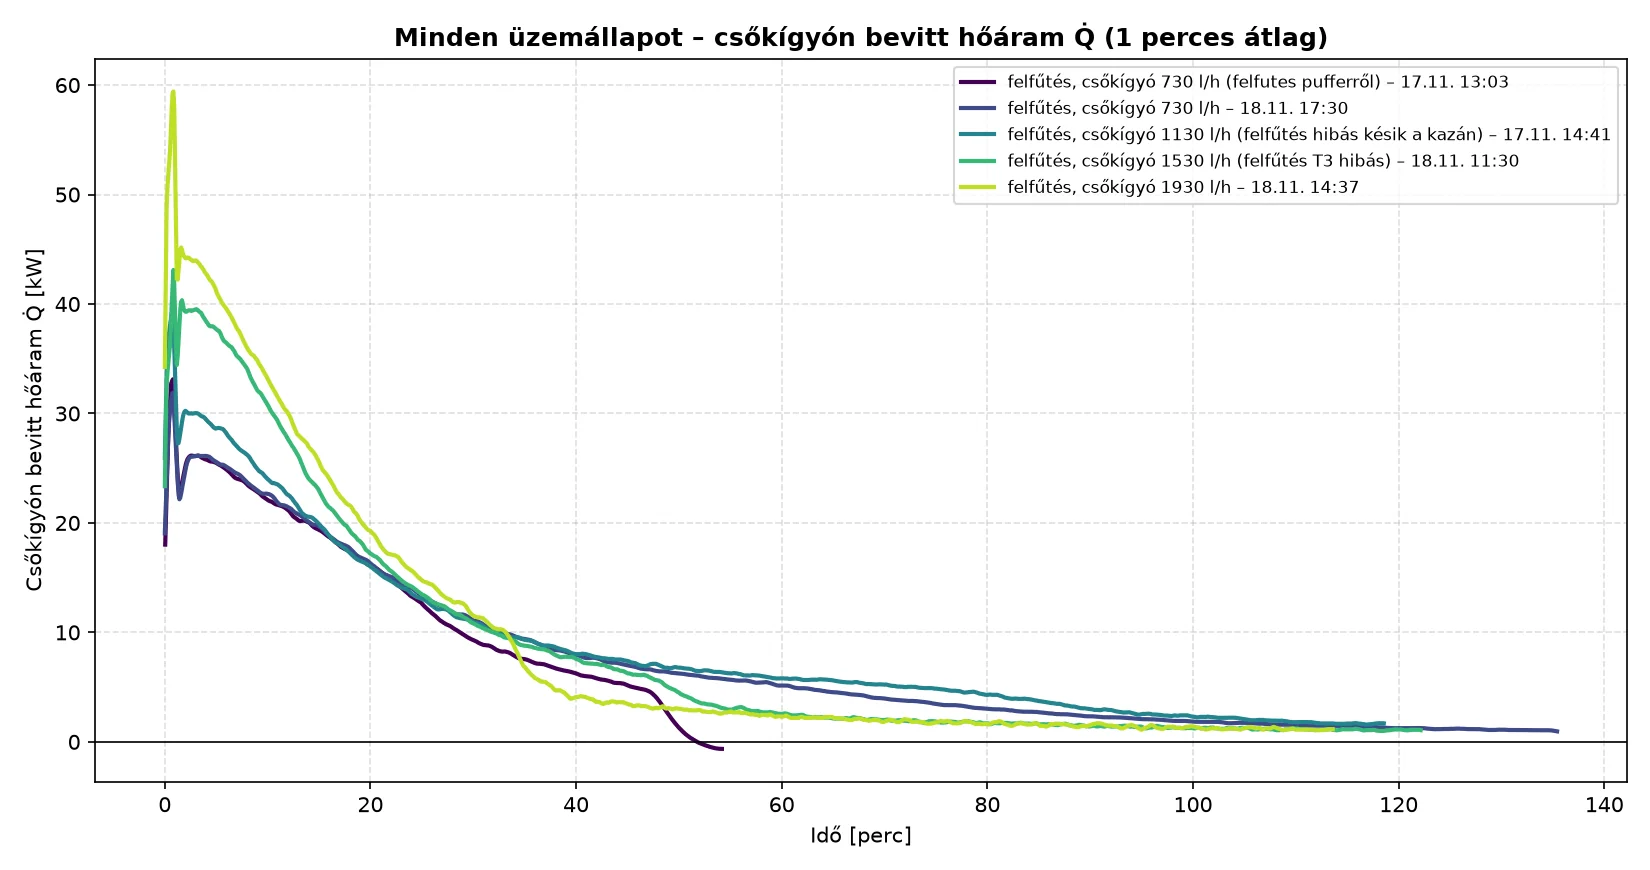 Minden üzemállapot – csőkígyón bevitt hőáram Q̇ (1 perces átlag)
felfűtés, csőkígyó 730 l/h (felfutes pufferről) – 17.11. 13:03
felfűtés, csőkígyó 730 l/h – 18.11. 17:30
felfűtés, csőkígyó 1130 l/h (felfűtés hibás késik a kazán) – 17.11. 14:41
felfűtés, csőkígyó 1530 l/h (felfűtés T3 hibás) – 18.11. 11:30
felfűtés, csőkígyó 1930 l/h – 18.11. 14:37
Csőkígyón bevitt hőáram Q̇ [kW]
60
50
40
30
20
10
0
0 20 40 60 80 100 120 140
Idő [perc]